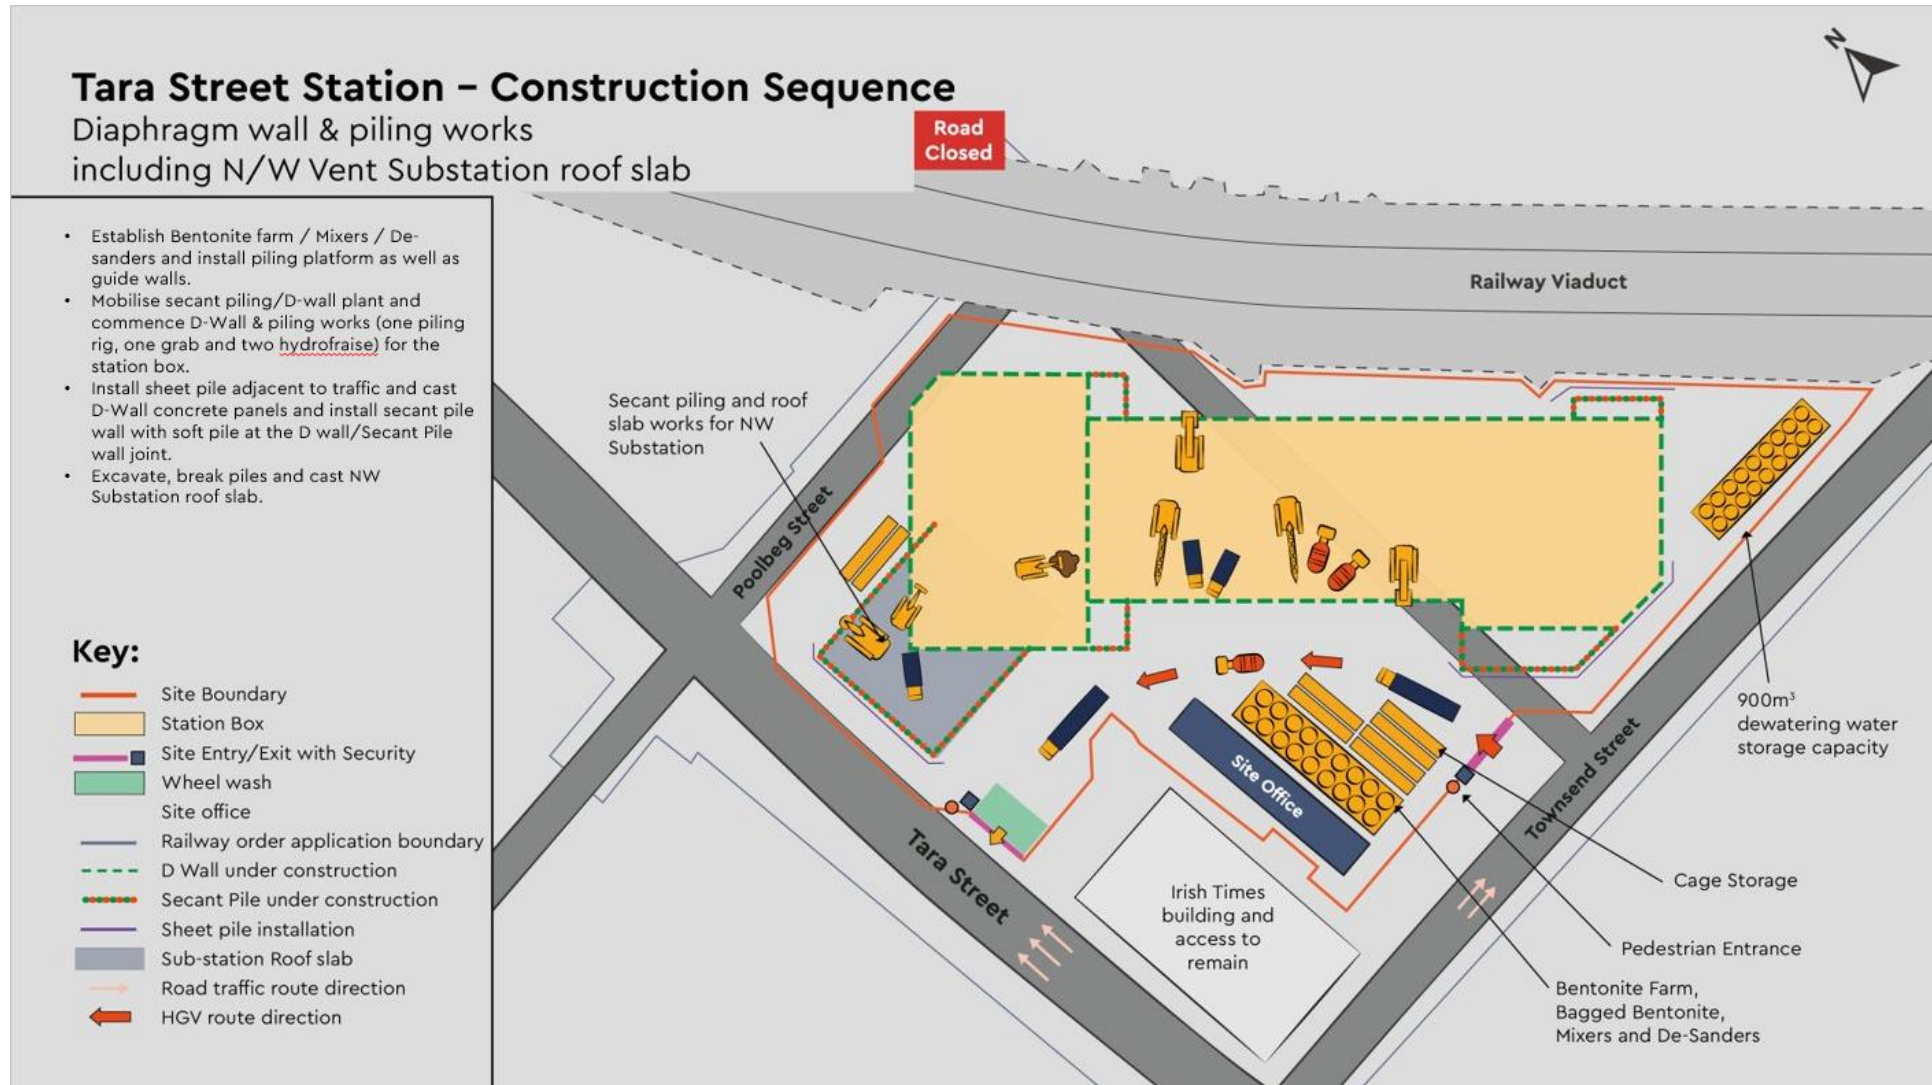 Tara Street Station – Construction Sequence
Diaphragm wall & piling works
including N/W Vent Substation roof slab
N
Road
Closed
• Establish Bentonite farm / Mixers / De-
sanders and install piling platform as well as
guide walls.
• Mobilise secant piling/D-wall plant and
commence D-Wall & piling works (one piling
rig, one grab and two hydrofraise) for the
station box.
• Install sheet pile adjacent to traffic and cast
D-Wall concrete panels and install secant pile
wall with soft pile at the D wall/Secant Pile
wall joint.
• Excavate, break piles and cast NW
Substation roof slab.
Key:
Site Boundary
Station Box
Site Entry/Exit with Security
Wheel wash
Site office
Railway order application boundary
D Wall under construction
Secant Pile under construction
Sheet pile installation
Sub-station Roof slab
Road traffic route direction
HGV route direction
Railway Viaduct
Secant piling and roof
slab works for NW
Substation
Poolbeg Street
900m³
dewatering water
storage capacity
Site Office
Townsend Street
Tara Street
Irish Times
building and
access to
remain
Cage Storage
Pedestrian Entrance
Bentonite Farm,
Bagged Bentonite,
Mixers and De-Sanders